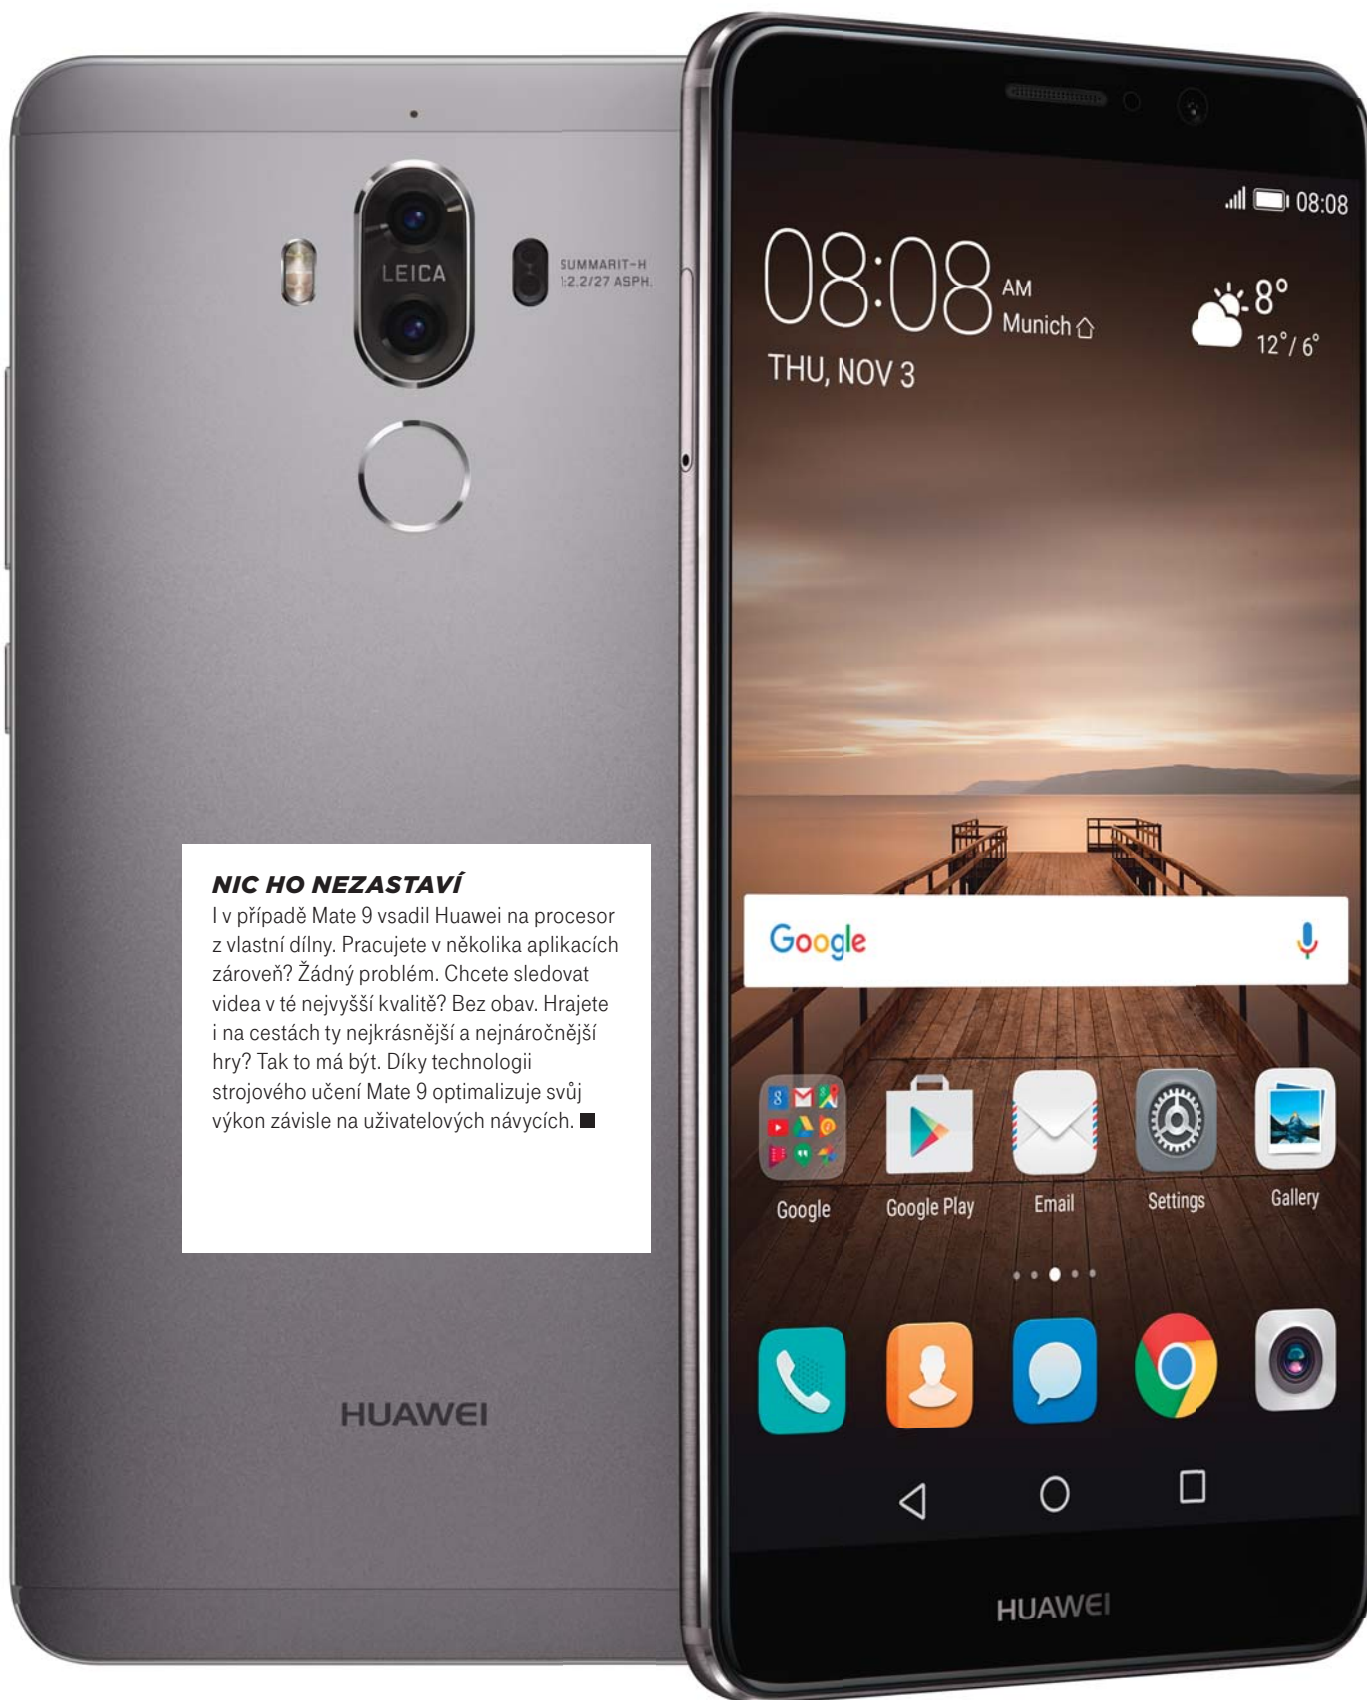 LEICA
SUMMARIT-H
1:2.2/27 ASPH.
HUAWEI
NIC HO NEZASTAVÍ
I v případě Mate 9 vsadil Huawei na procesor
z vlastní dílny. Pracujete v několika aplikacích
zároveň? Žádný problém. Chcete sledovat
videa v té nejvyšší kvalitě? Bez obav. Hrajete
i na cestách ty nejkrásnější a nejnáročnější
hry? Tak to má být. Díky technologii
strojového učení Mate 9 optimalizuje svůj
výkon závisle na uživatelových návycích. ■
08:08
08:08
AM
Munich
THU, NOV 3
8°
12°/ 6°
Google
Google
Google Play
Email
Settings
Gallery
HUAWEI